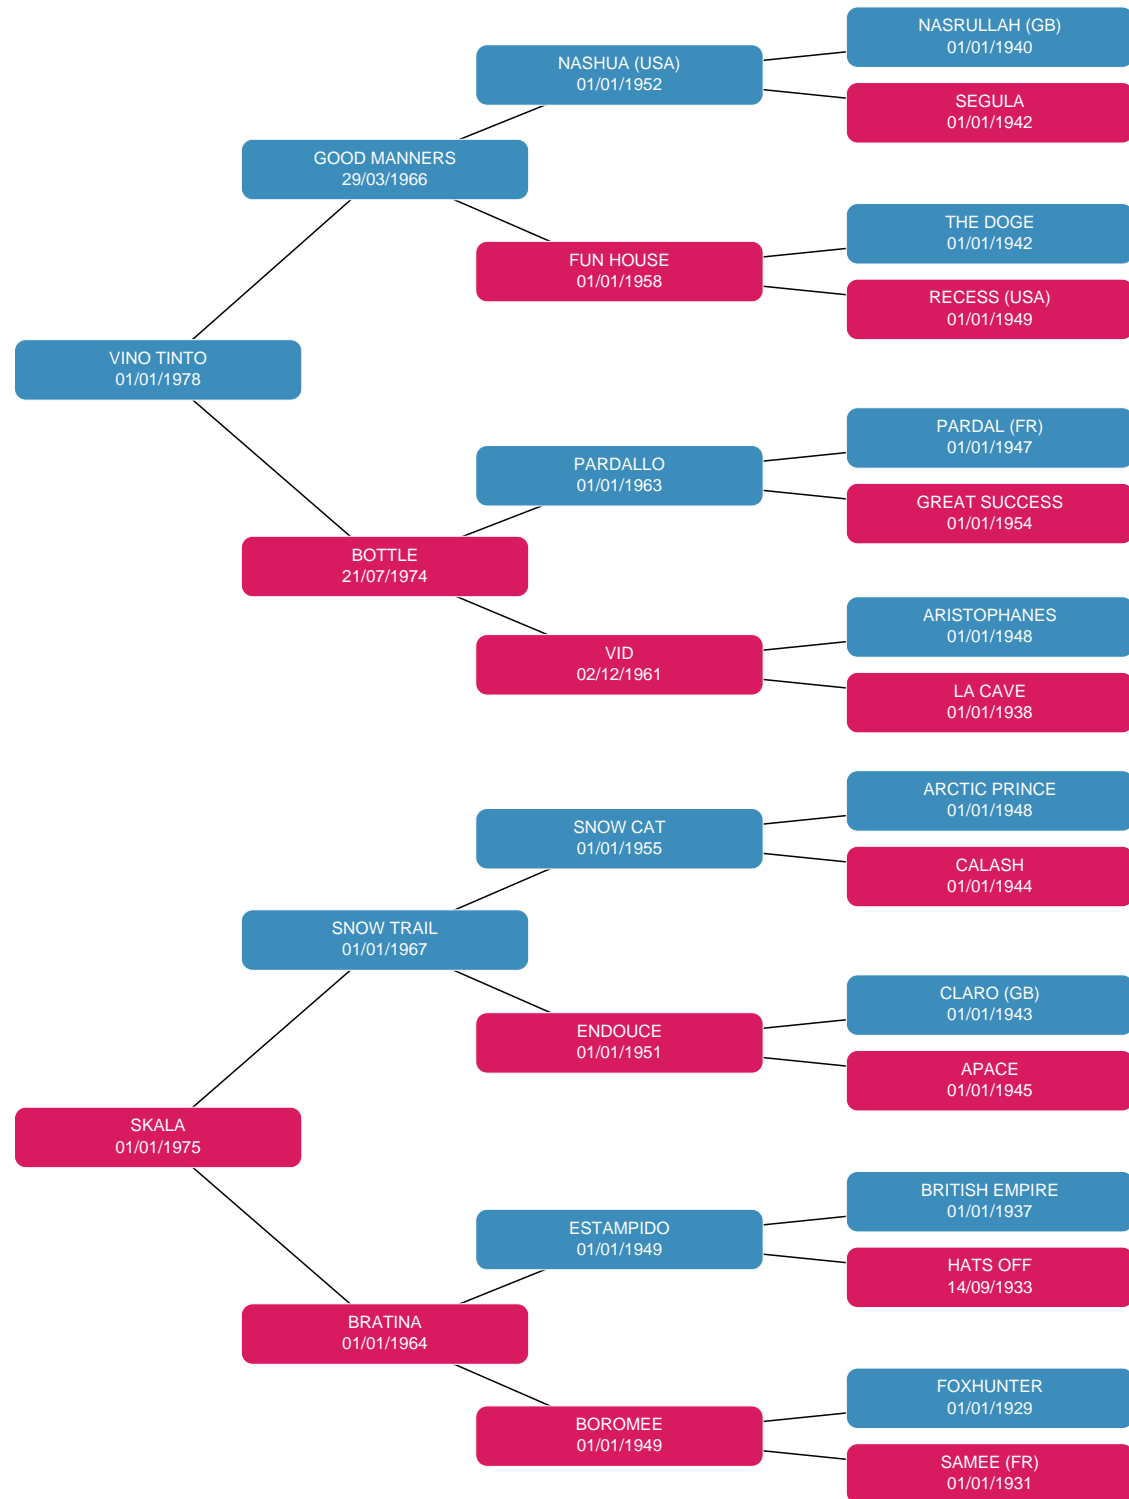 NASRULLAH (GB)
01/01/1940
NASHUA (USA)
01/01/1952
SEGULA
01/01/1942
GOOD MANNERS
29/03/1966
THE DOGE
01/01/1942
FUN HOUSE
01/01/1958
RECESS (USA)
01/01/1949
VINO TINTO
01/01/1978
PARDAL (FR)
01/01/1947
PARDALLO
01/01/1963
GREAT SUCCESS
01/01/1954
BOTTLE
21/07/1974
ARISTOPHANES
01/01/1948
VID
02/12/1961
LA CAVE
01/01/1938
ARCTIC PRINCE
01/01/1948
SNOW CAT
01/01/1955
CALASH
01/01/1944
SNOW TRAIL
01/01/1967
CLARO (GB)
01/01/1943
ENDOUCE
01/01/1951
APACE
01/01/1945
SKALA
01/01/1975
BRITISH EMPIRE
01/01/1937
ESTAMPIDO
01/01/1949
HATS OFF
14/09/1933
BRATINA
01/01/1964
FOXHUNTER
01/01/1929
BOROMEE
01/01/1949
SAMEE (FR)
01/01/1931